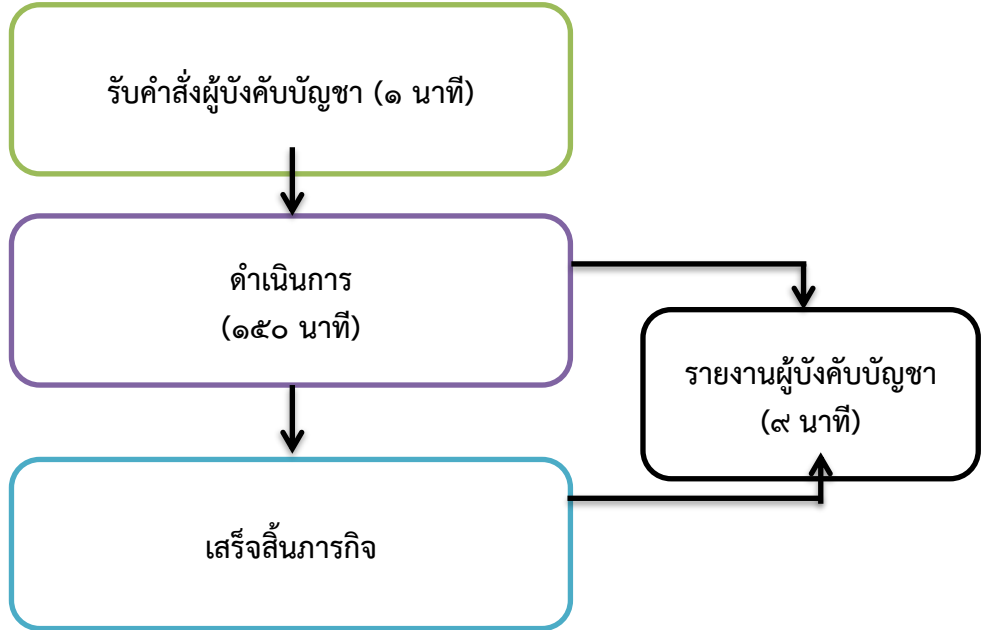 รับคำสั่งผู้บังคับบัญชา (๑ นาที)
ดำเนินการ
(๑๕๐ นาที)
รายงานผู้บังคับบัญชา
(๙ นาที)
เสร็จสิ้นภารกิจ